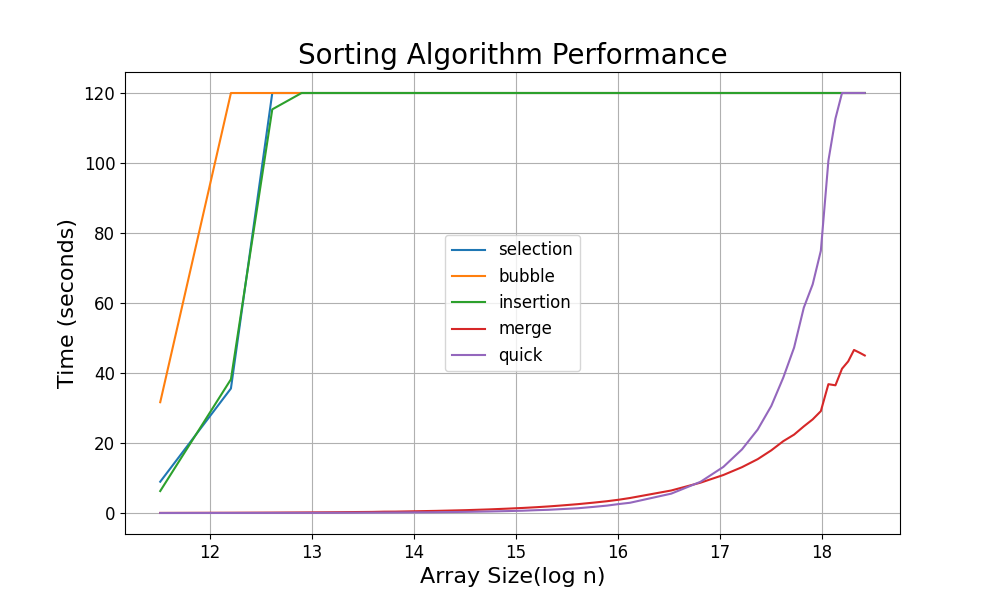 Sorting Algorithm Performance
120
100
80
60
40
20
0
Time (seconds)
selection
bubble
insertion
merge
quick
12 13 14 15 16 17 18
Array Size(log n)